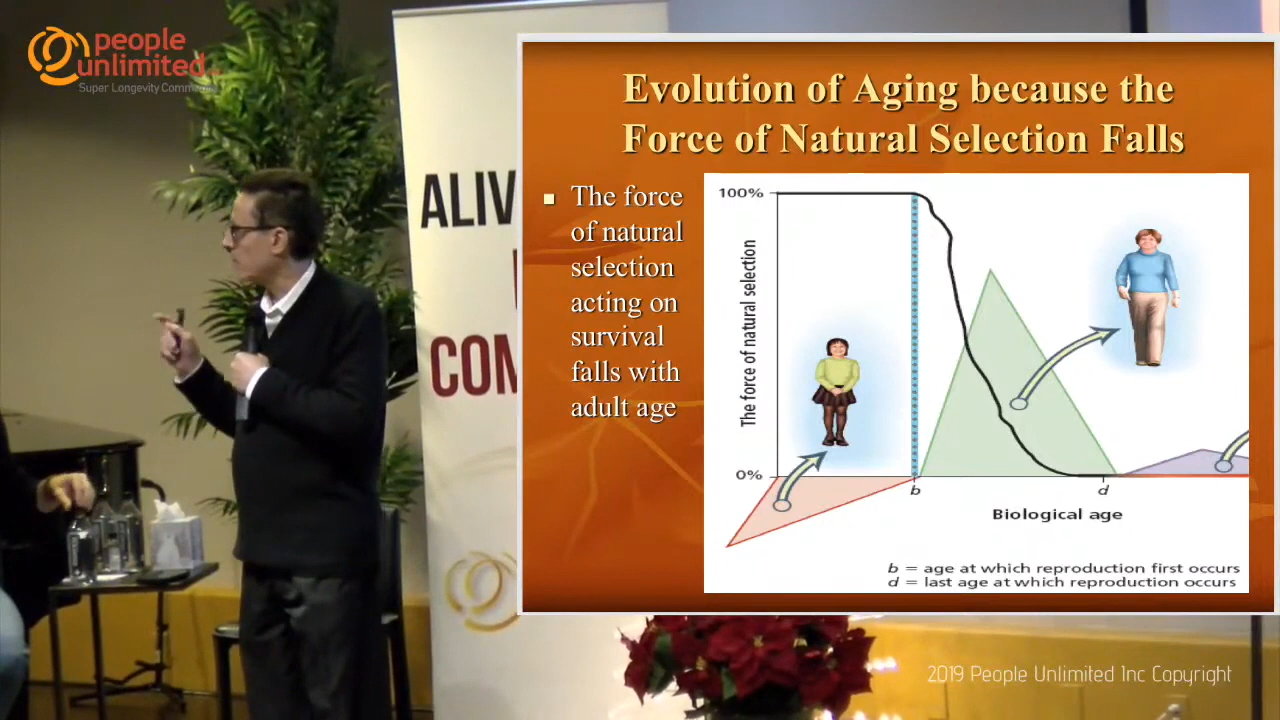 people
unlimited
Super Longevity
ALIV
COM
Evolution of Aging because the
Force of Natural Selection Falls
The force
of natural
selection
acting on
survival
falls with
adult age
100%
The force of natural selection
0%
b
d
Biological age
b = age at which reproduction first occurs
d = last age at which reproduction occurs
2019 People Unlimited Inc Copyright